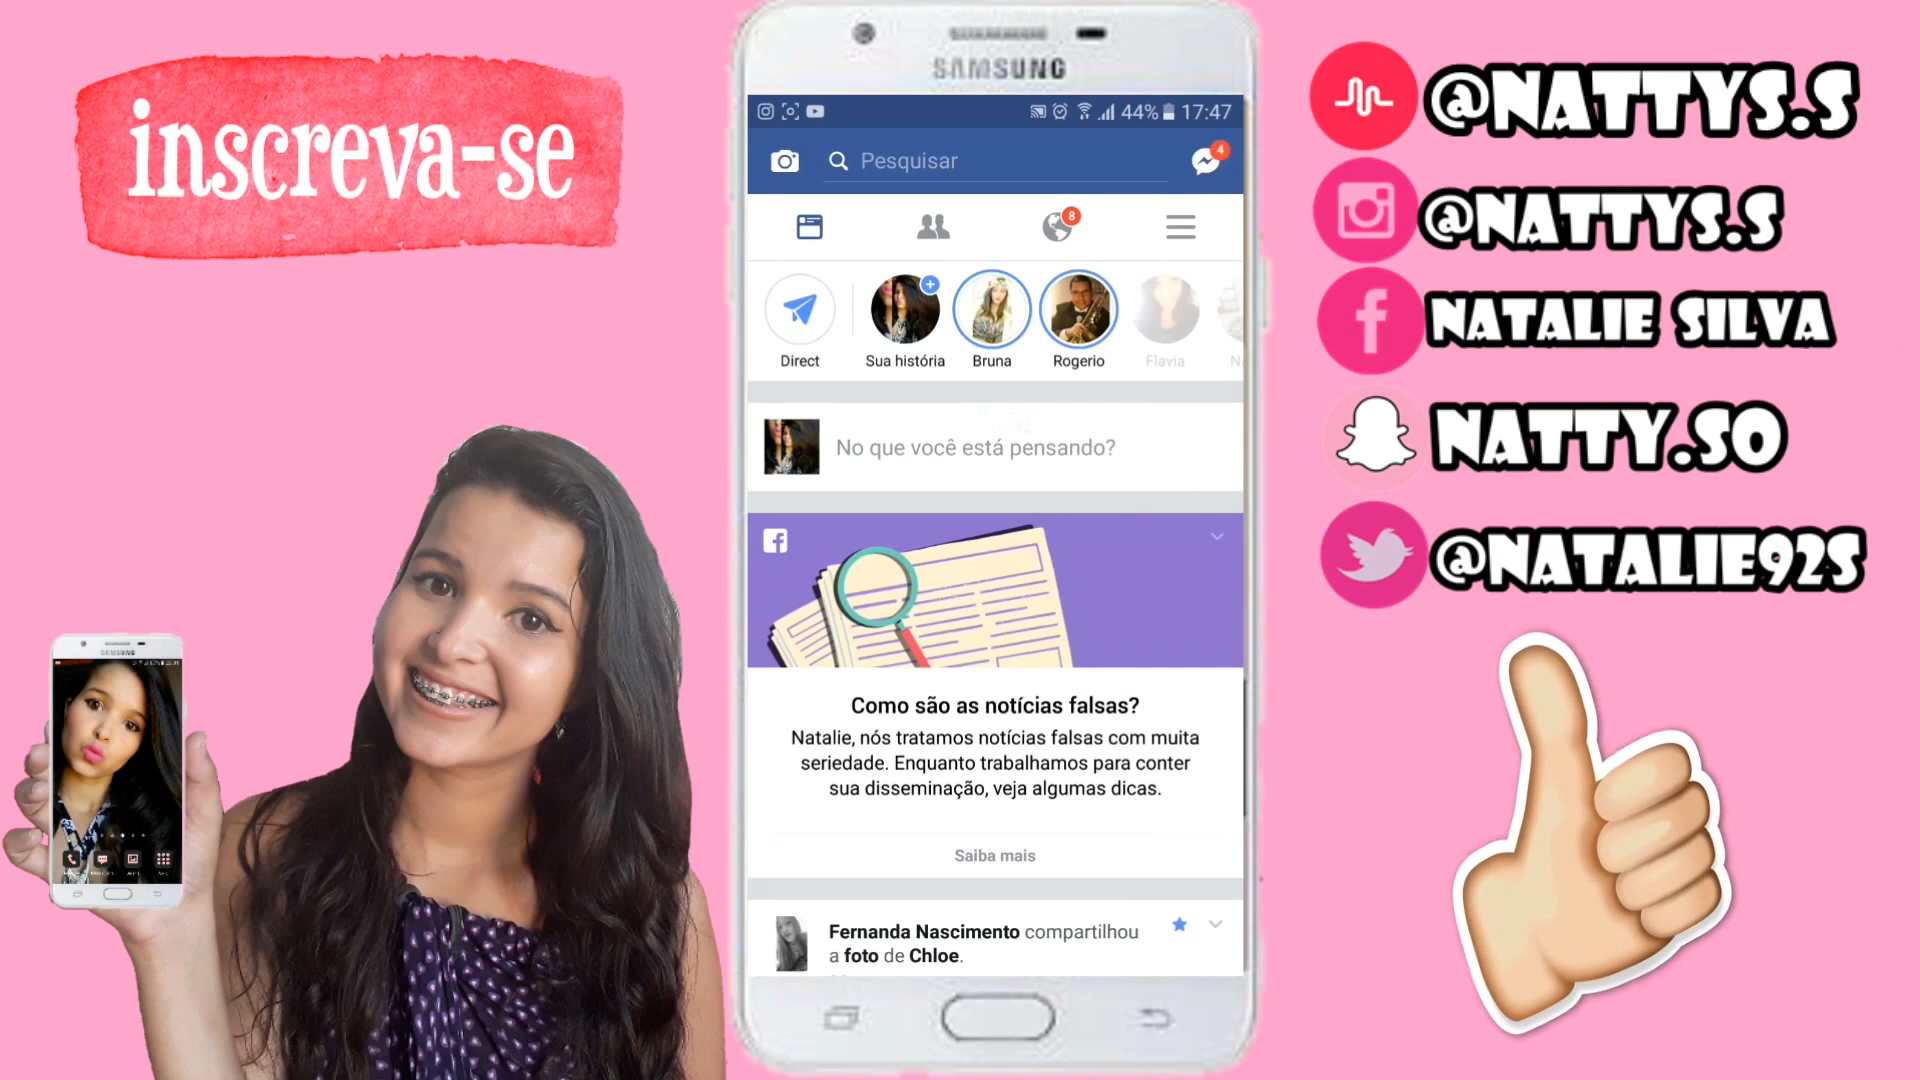 inscreva-se
SAMSUNG
SAMSUNG
44% 17:47
Pesquisar
4
8
Direct
Sua história
Bruna
Rogerio
Flavia
No que você está pensando?
Como são as notícias falsas?
Natalie, nós tratamos notícias falsas com muita
seriedade. Enquanto trabalhamos para conter
sua disseminação, veja algumas dicas.
Saiba mais
Fernanda Nascimento compartilhou
a foto de Chloe.
@NATTYS.S
@NATTYS.S
NATALIE SILVA
NATTY.SO
@NATALIE92S